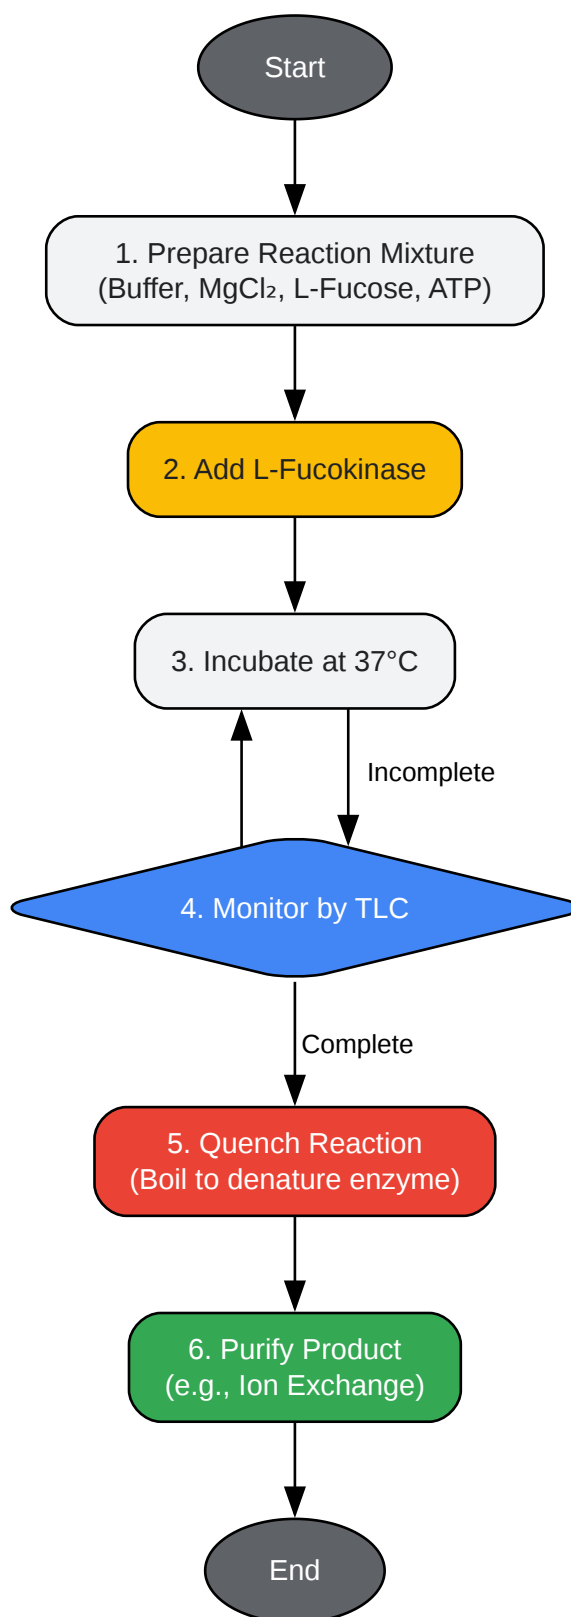 Start
1. Prepare Reaction Mixture
(Buffer, MgCl₂, L-Fucose, ATP)
2. Add L-Fucokinase
3. Incubate at 37°C
Incomplete
4. Monitor by TLC
Complete
5. Quench Reaction
(Boil to denature enzyme)
6. Purify Product
(e.g., Ion Exchange)
End